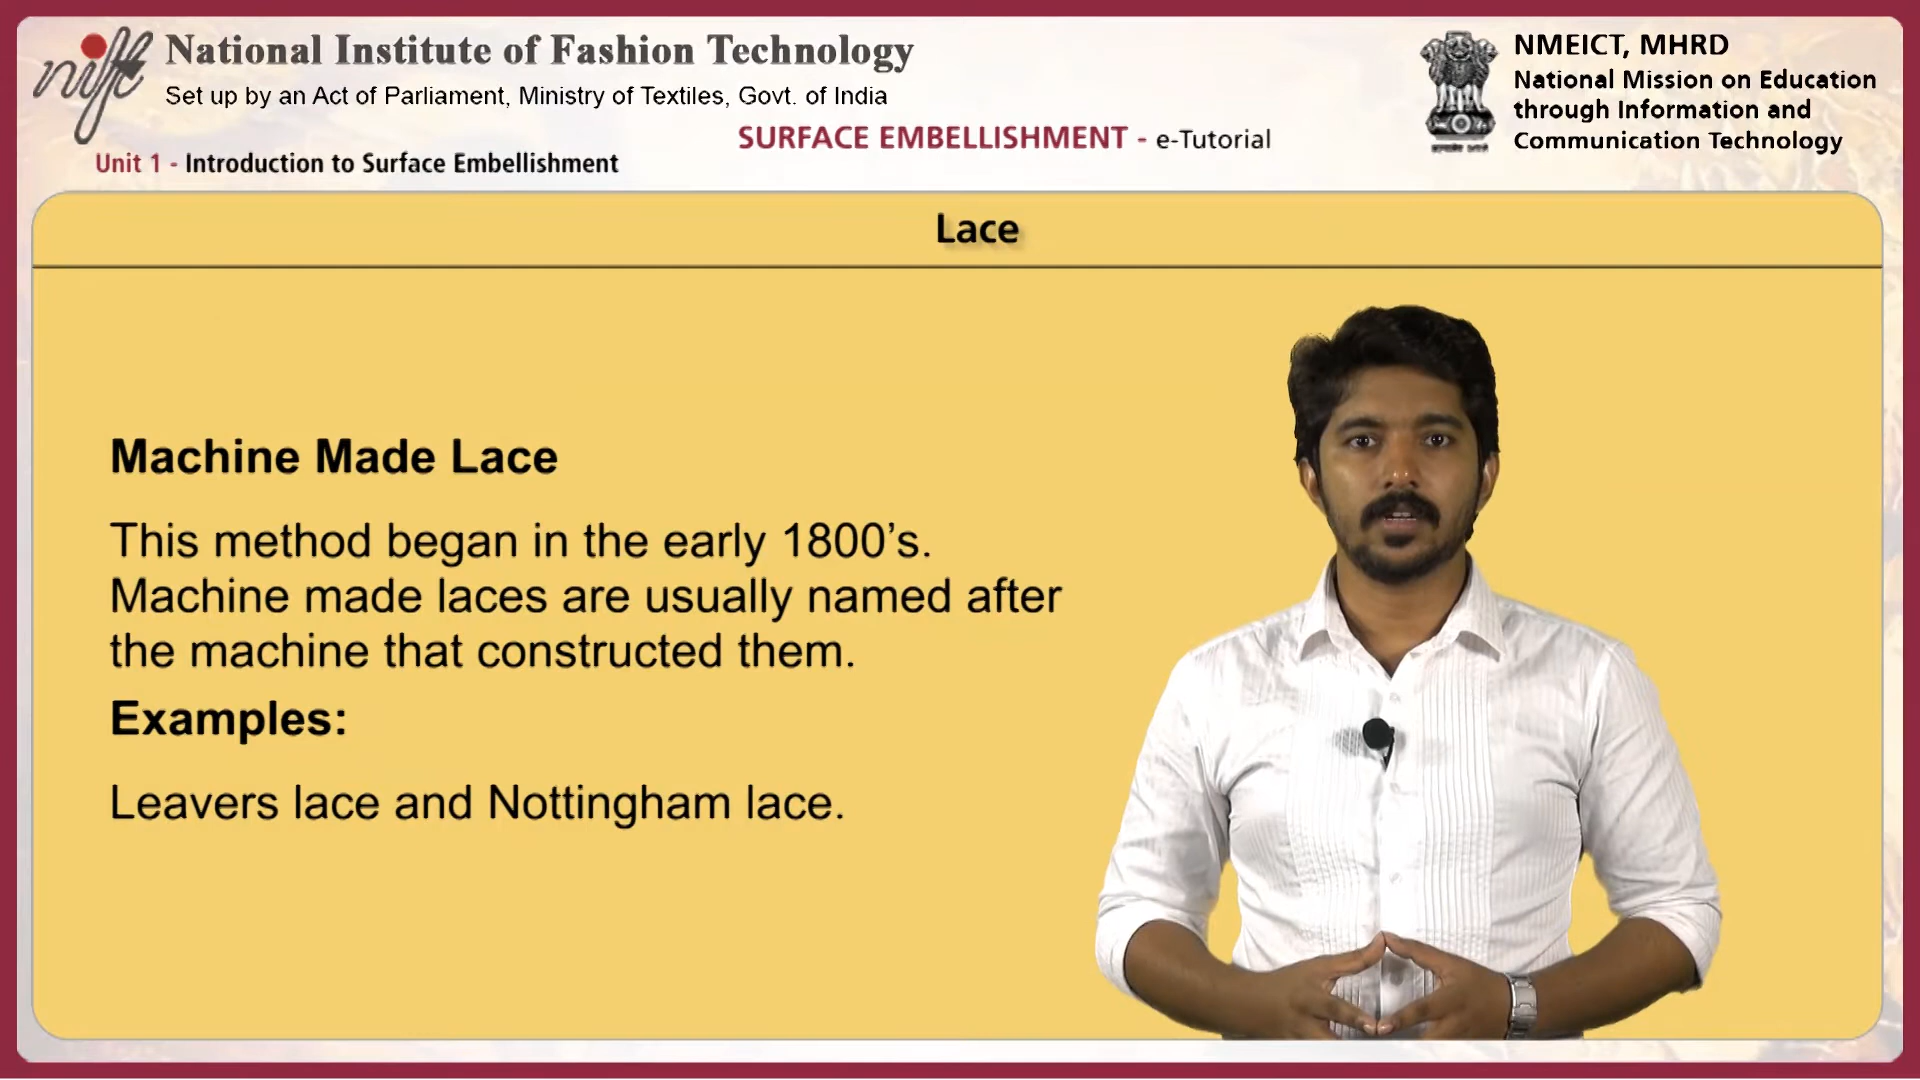 nift
National Institute of Fashion Technology
Set up by an Act of Parliament, Ministry of Textiles, Govt. of India
SURFACE EMBELLISHMENT - e-Tutorial
Unit 1 - Introduction to Surface Embellishment
NMEICT, MHRD
National Mission on Education
through Information and
Communication Technology
Lace
Machine Made Lace
This method began in the early 1800’s.
Machine made laces are usually named after
the machine that constructed them.
Examples:
Leavers lace and Nottingham lace.